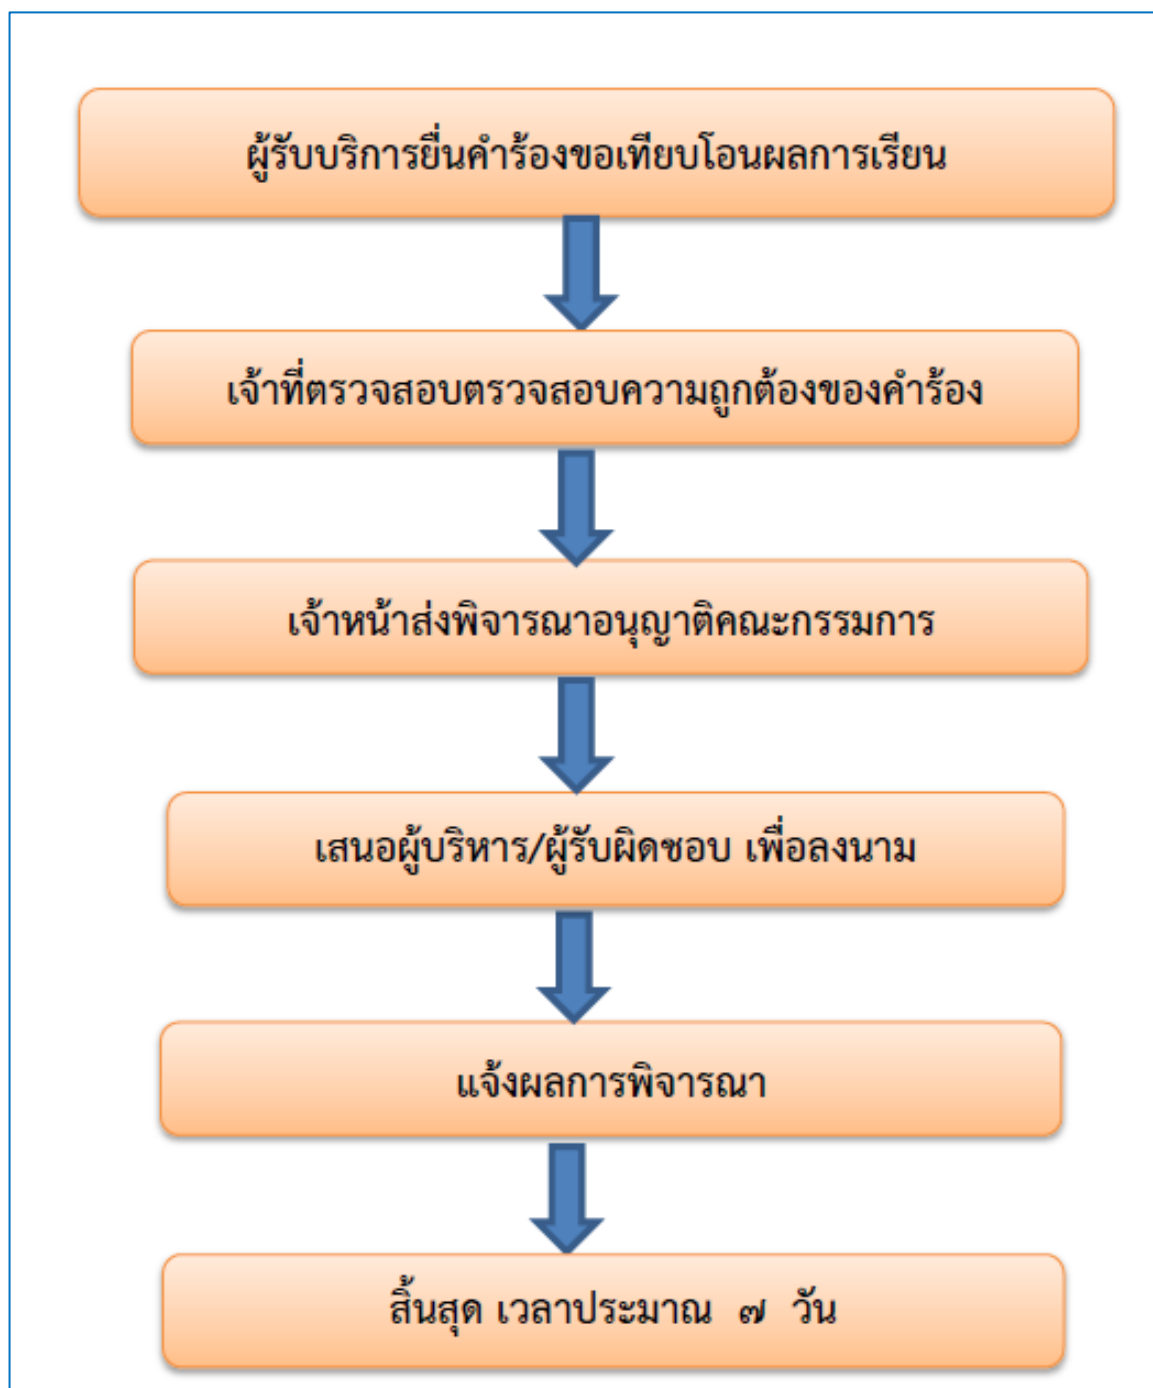 ผู้รับบริการยื่นคำร้องขอเทียบโอนผลการเรียน
เจ้าที่ตรวจสอบตรวจสอบความถูกต้องของคำร้อง
เจ้าหน้าส่งพิจารณาอนุญาติคณะกรรมการ
เสนอผู้บริหาร/ผู้รับผิดชอบ เพื่อลงนาม
แจ้งผลการพิจารณา
สิ้นสุด เวลาประมาณ ๗ วัน